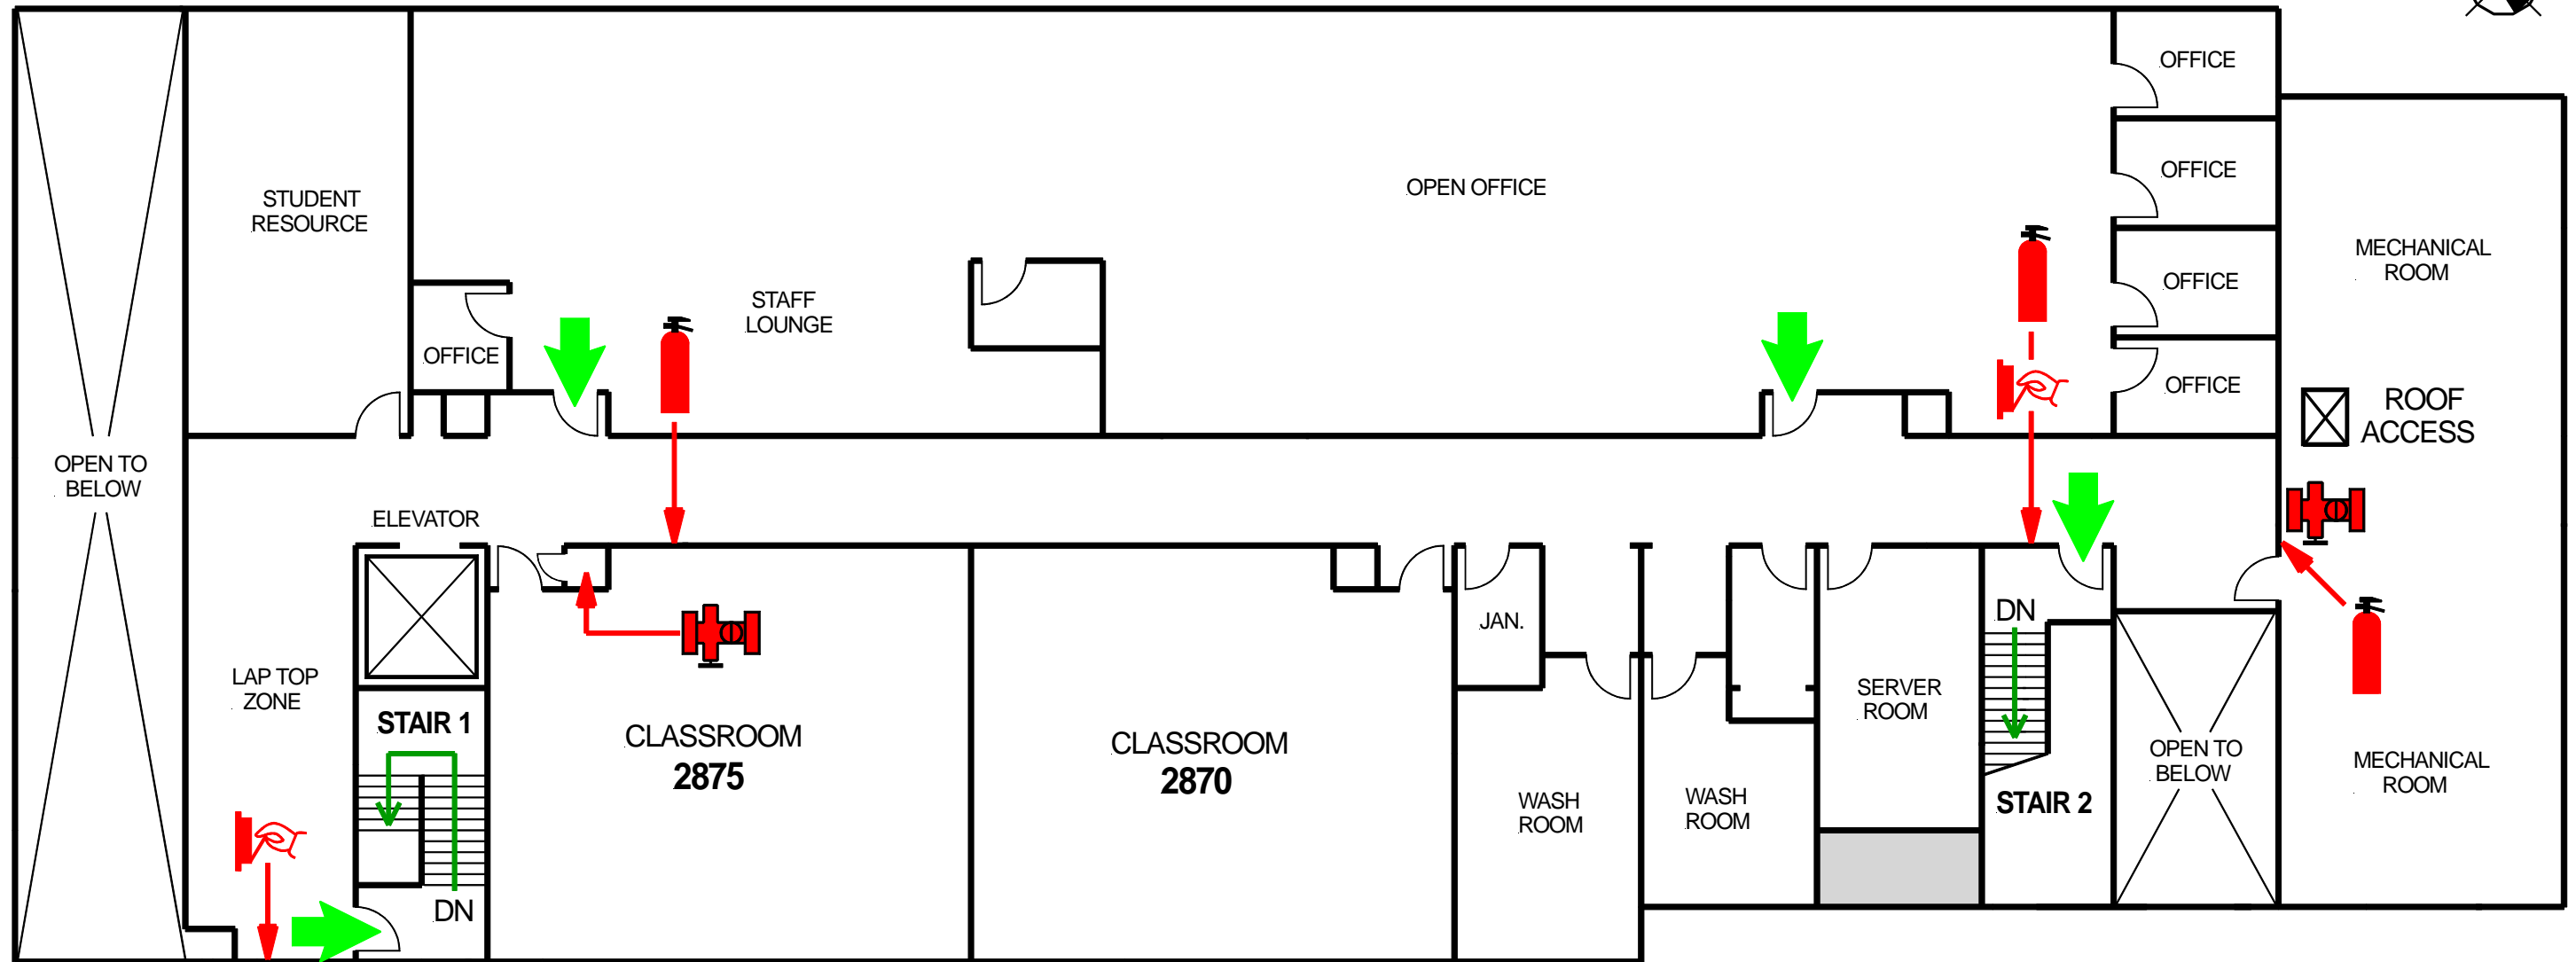 OFFICE
OFFICE
OFFICE
OFFICE
STUDENT
RESOURCE
OPEN OFFICE
STAFF
LOUNGE
OFFICE
MECHANICAL
ROOM
ROOF
ACCESS
OPEN TO
BELOW
ELEVATOR
LAP TOP
ZONE
STAIR 1
DN
CLASSROOM
2875
CLASSROOM
2870
JAN.
WASH
ROOM
WASH
ROOM
SERVER
ROOM
DN
STAIR 2
OPEN TO
BELOW
MECHANICAL
ROOM